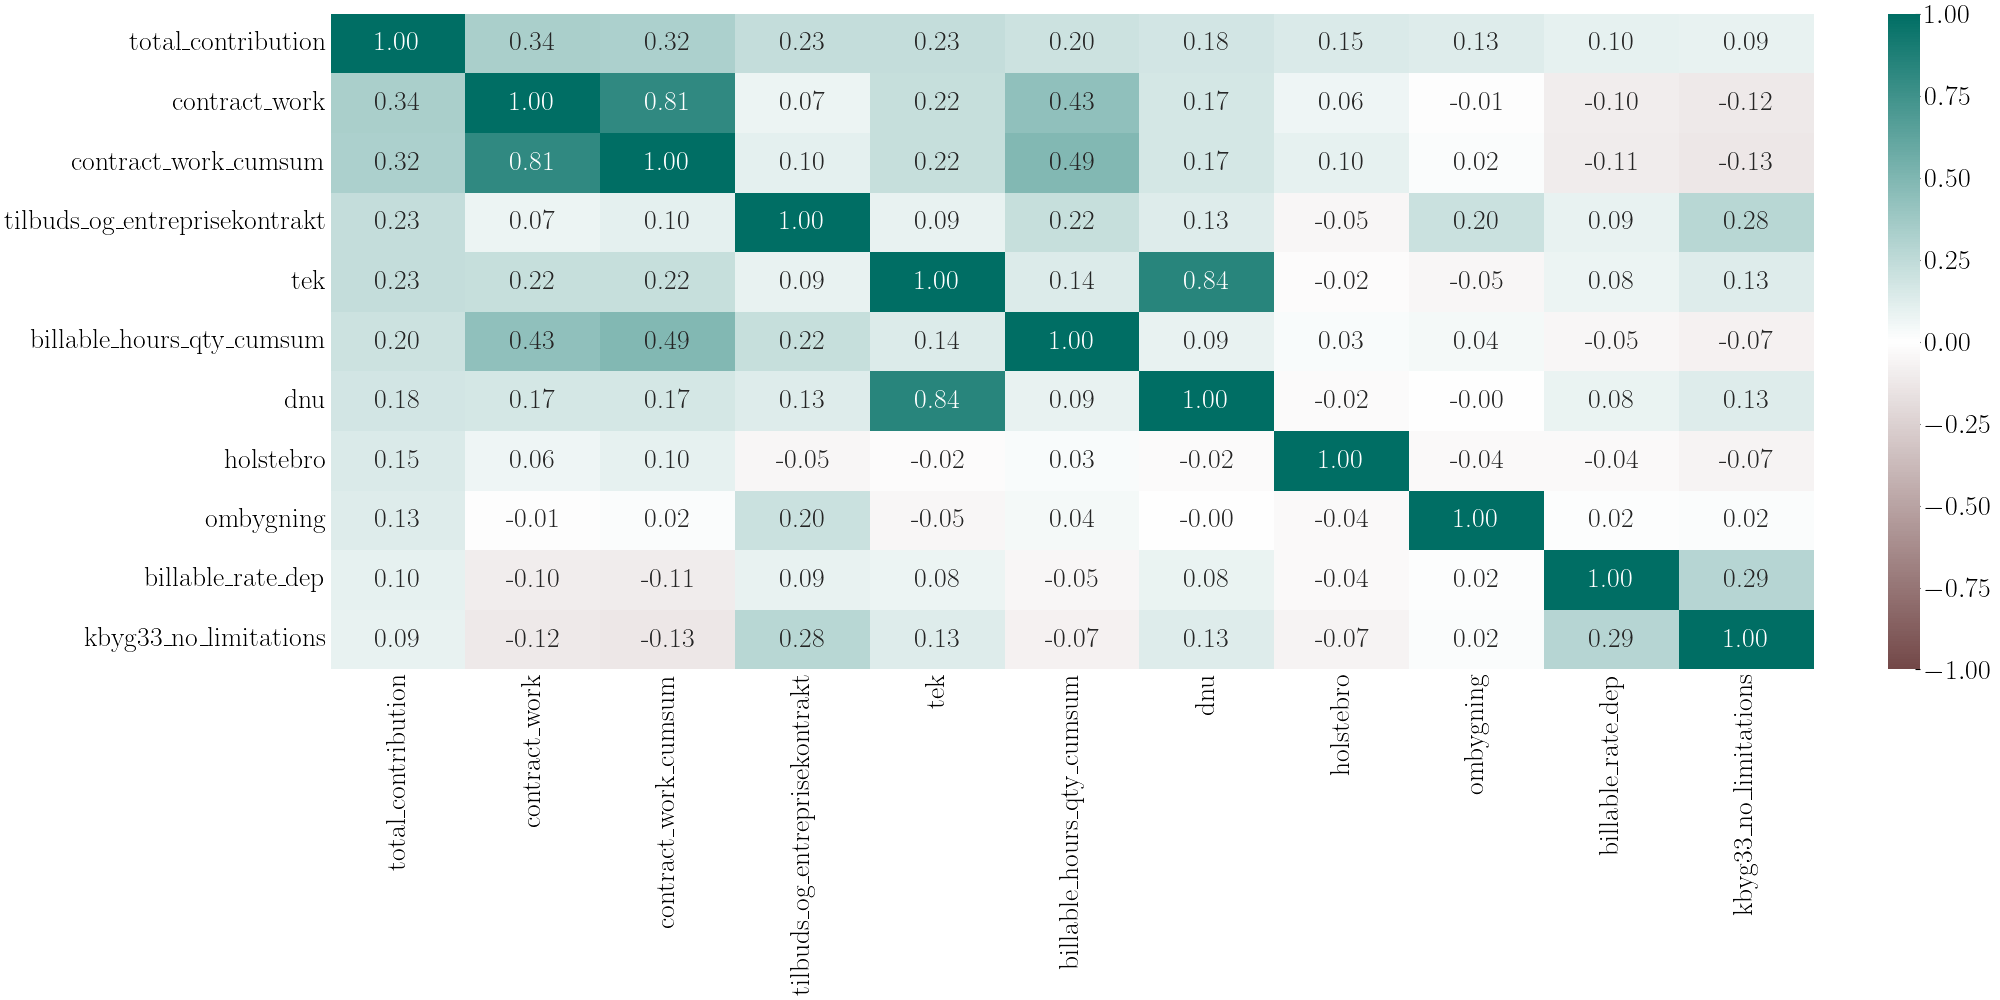 total_contribution 1.00 0.34 0.32 0.23 0.23 0.20 0.18 0.15 0.13 0.10 0.09
contract_work 0.34 1.00 0.81 0.07 0.22 0.43 0.17 0.06 -0.01 -0.10 -0.12
contract_work_cumsum 0.32 0.81 1.00 0.10 0.22 0.49 0.17 0.10 0.02 -0.11 -0.13
tilbuds_og_entreprisekontrakt 0.23 0.07 0.10 1.00 0.09 0.22 0.13 -0.05 0.20 0.09 0.28
tek 0.23 0.22 0.22 0.09 1.00 0.14 0.84 -0.02 -0.05 0.08 0.13
billable_hours_qty_cumsum 0.20 0.43 0.49 0.22 0.14 1.00 0.09 0.03 0.04 -0.05 -0.07
dnu 0.18 0.17 0.17 0.13 0.84 0.09 1.00 -0.02 -0.00 0.08 0.13
holstebro 0.15 0.06 0.10 -0.05 -0.02 0.03 -0.02 1.00 -0.04 -0.04 -0.07
ombygning 0.13 -0.01 0.02 0.20 -0.05 0.04 -0.00 -0.04 1.00 0.02 0.02
billable_rate_dep 0.10 -0.10 -0.11 0.09 0.08 -0.05 0.08 -0.04 0.02 1.00 0.29
kbyg33_no_limitations 0.09 -0.12 -0.13 0.28 0.13 -0.07 0.13 -0.07 0.02 0.29 1.00
total_contribution
contract_work
contract_work_cumsum
tilbuds_og_entreprisekontrakt
tek
billable_hours_qty_cumsum
dnu
holstebro
ombygning
billable_rate_dep
kbyg33_no_limitations
1.00
0.75
0.50
0.25
0.00
−0.25
−0.50
−0.75
−1.00